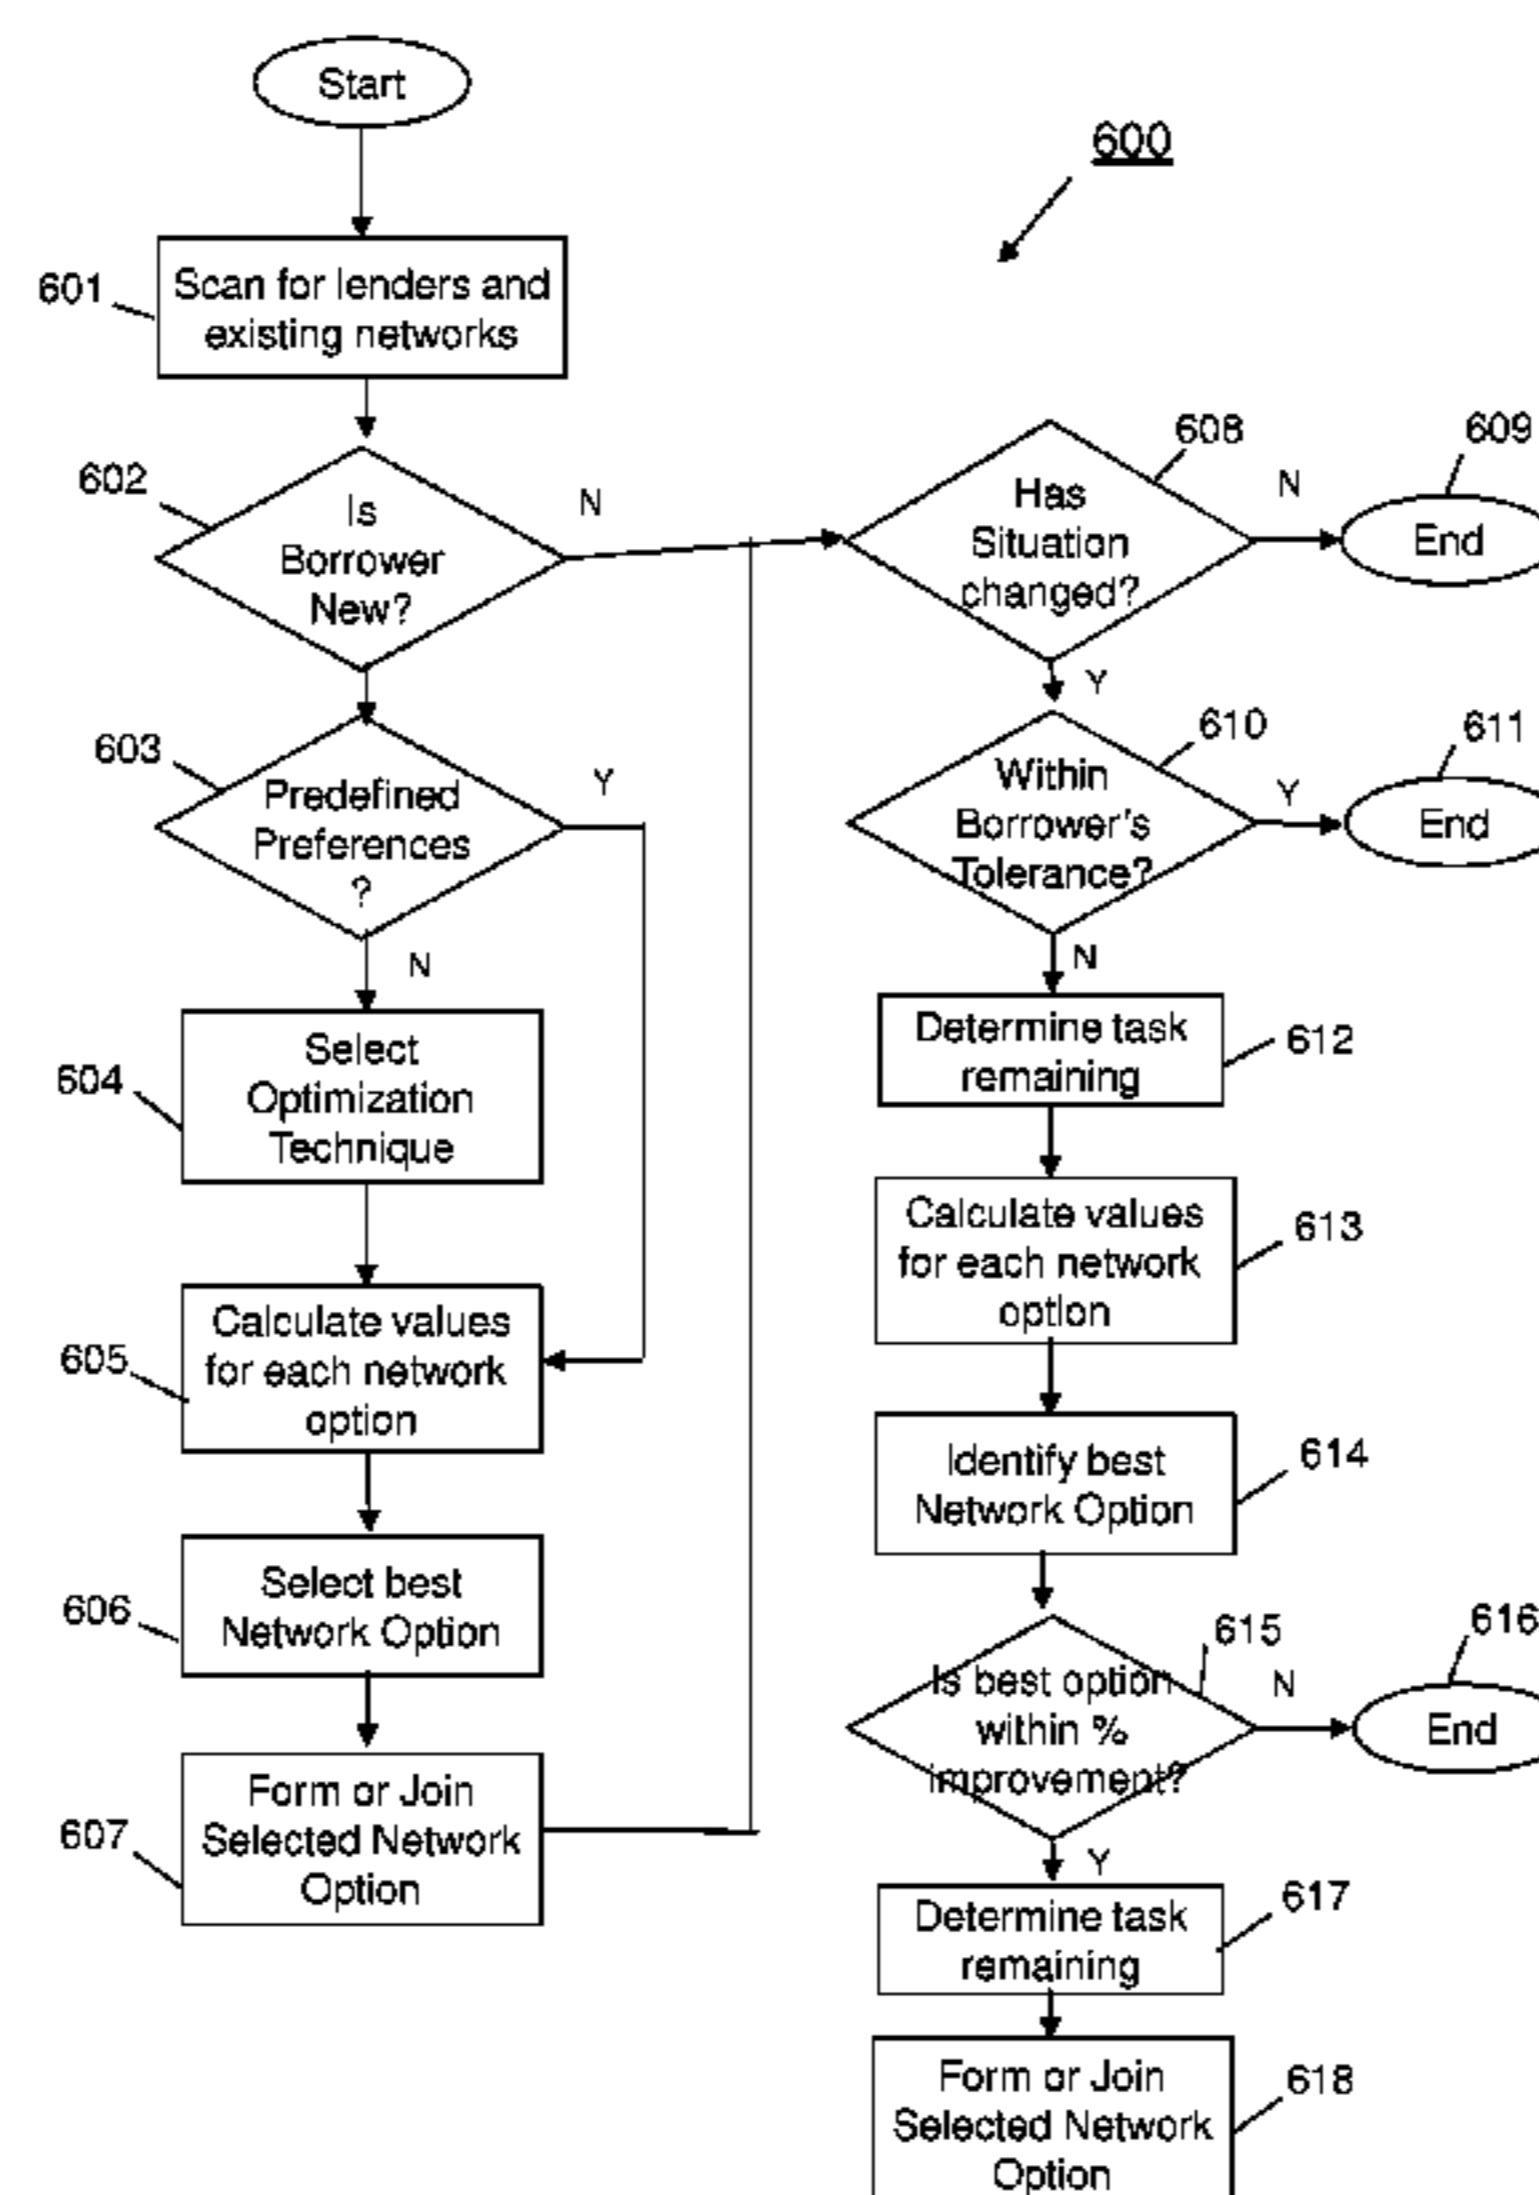 Start
600
601
Scan for lenders and
existing networks
602
Is
Borrower
New?
N
608
Has
Situation
changed?
N
609
End
Y
603
Predefined
Preferences
?
Y
N
610
Within
Borrower's
Tolerance?
Y
611
End
N
604
Select
Optimization
Technique
612
Determine task
remaining
605
Calculate values
for each network
option
613
Calculate values
for each network
option
606
Select best
Network Option
614
Identify best
Network Option
607
Form or Join
Selected Network
Option
615
Is best option
within %
improvement?
N
616
End
Y
617
Determine task
remaining
618
Form or Join
Selected Network
Option